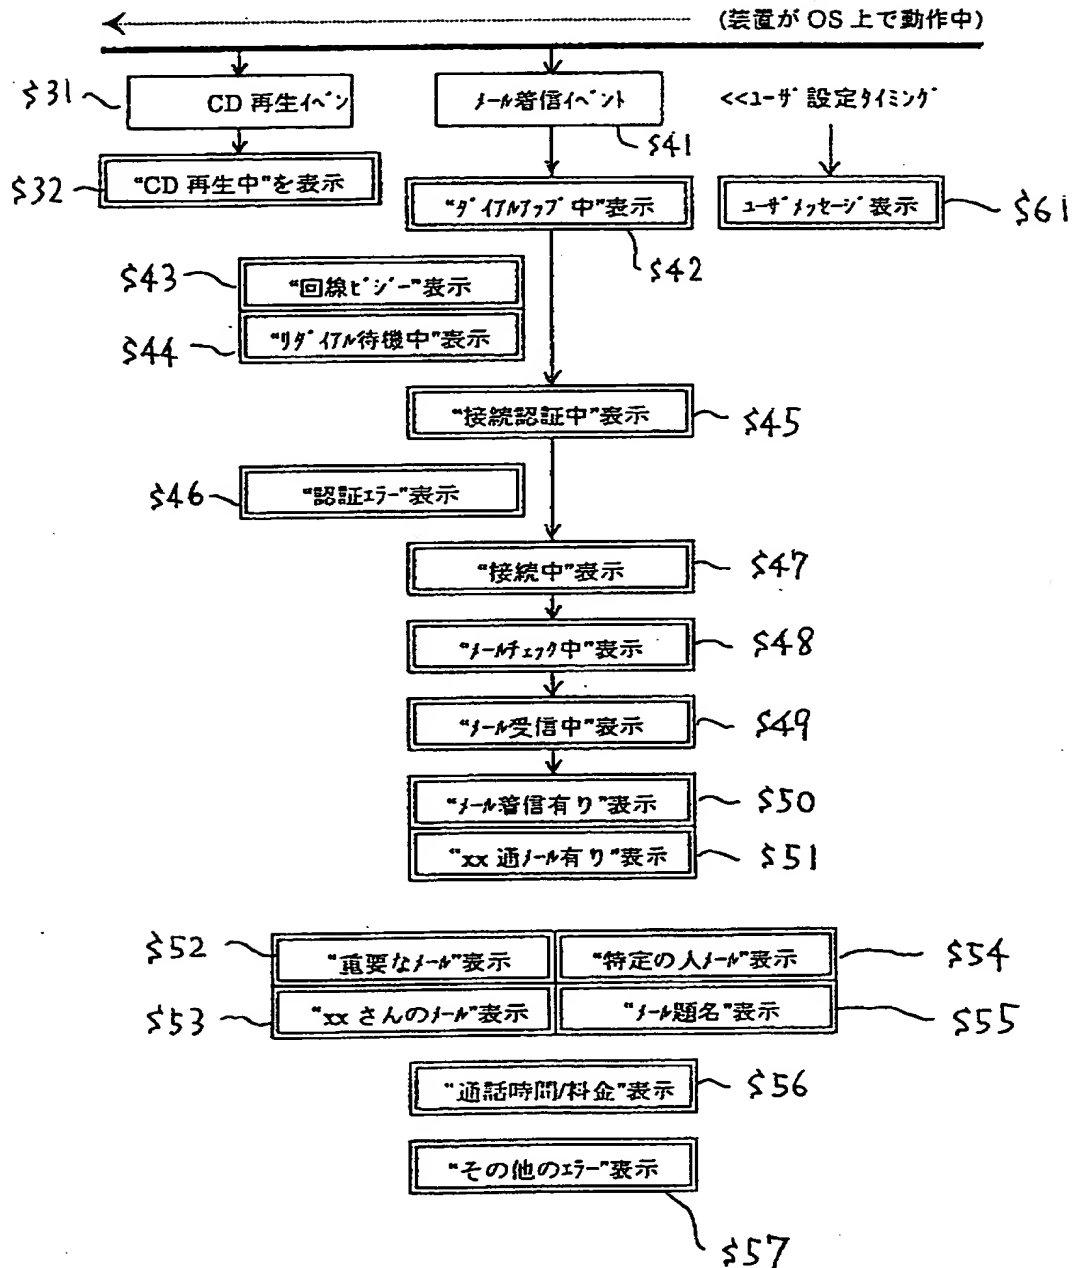 (装置が OS 上で動作中)
S31
CD 再生イベン
メール着信イベント
<<ユーザ設定タイミング
S41
S32
"CD 再生中"を表示
"ダイアルアップ中"表示
ユーザメッセージ表示
S61
S42
S43
"回線ビジー"表示
S44
"リダイアル待機中"表示
"接続認証中"表示
S45
S46
"認証エラー"表示
"接続中"表示
S47
"メールチェック中"表示
S48
"メール受信中"表示
S49
"メール着信有り"表示
S50
"xx 通メール有り"表示
S51
S52
"重要なメール"表示
"特定の人メール"表示
S54
S53
"xx さんのメール"表示
"メール題名"表示
S55
"通話時間/料金"表示
S56
"その他のエラー"表示
S57